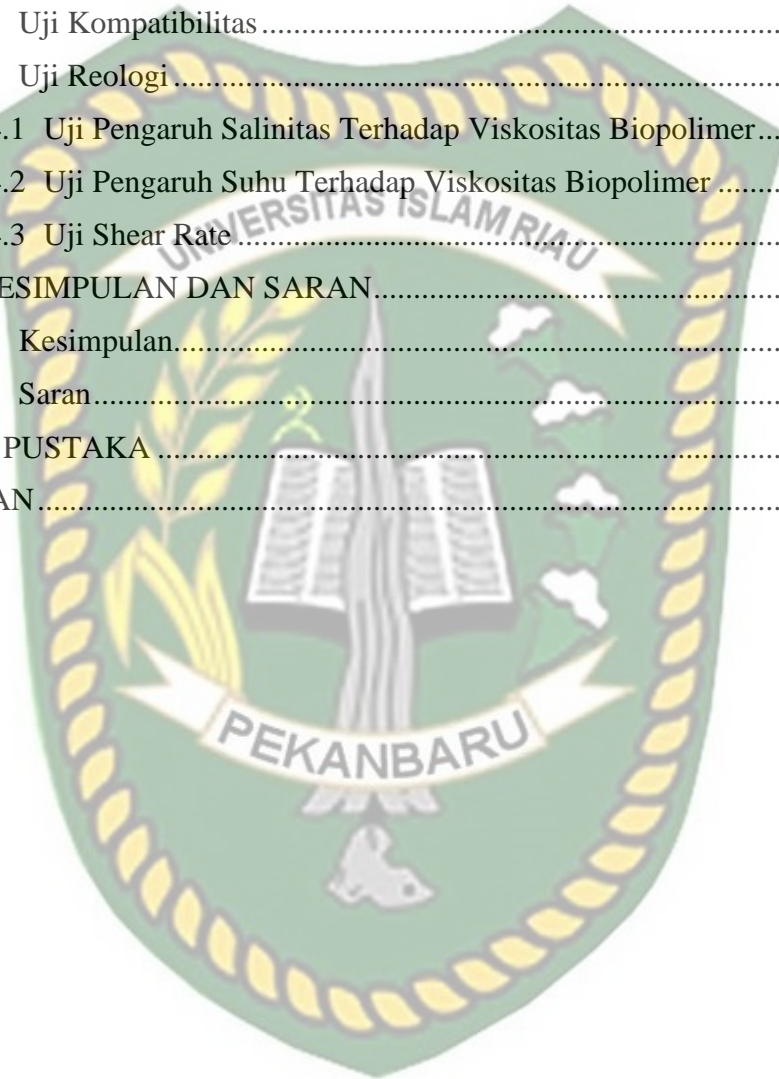 Uji Kompatibilitas....................................................................
Uji Reologi...............................................................................
.1 Uji Pengaruh Salinitas Terhadap Viskositas Biopolimer...
.2 Uji Pengaruh Suhu Terhadap Viskositas Biopolimer ........
.3 Uji Shear Rate....................................................................
UNIVERSITAS ISLAM RIAU
ESIMPULAN DAN SARAN...................................................
Kesimpulan...............................................................................
Saran.........................................................................................
PUSTAKA ..............................................................................
AN............................................................................................
PEKANBARU